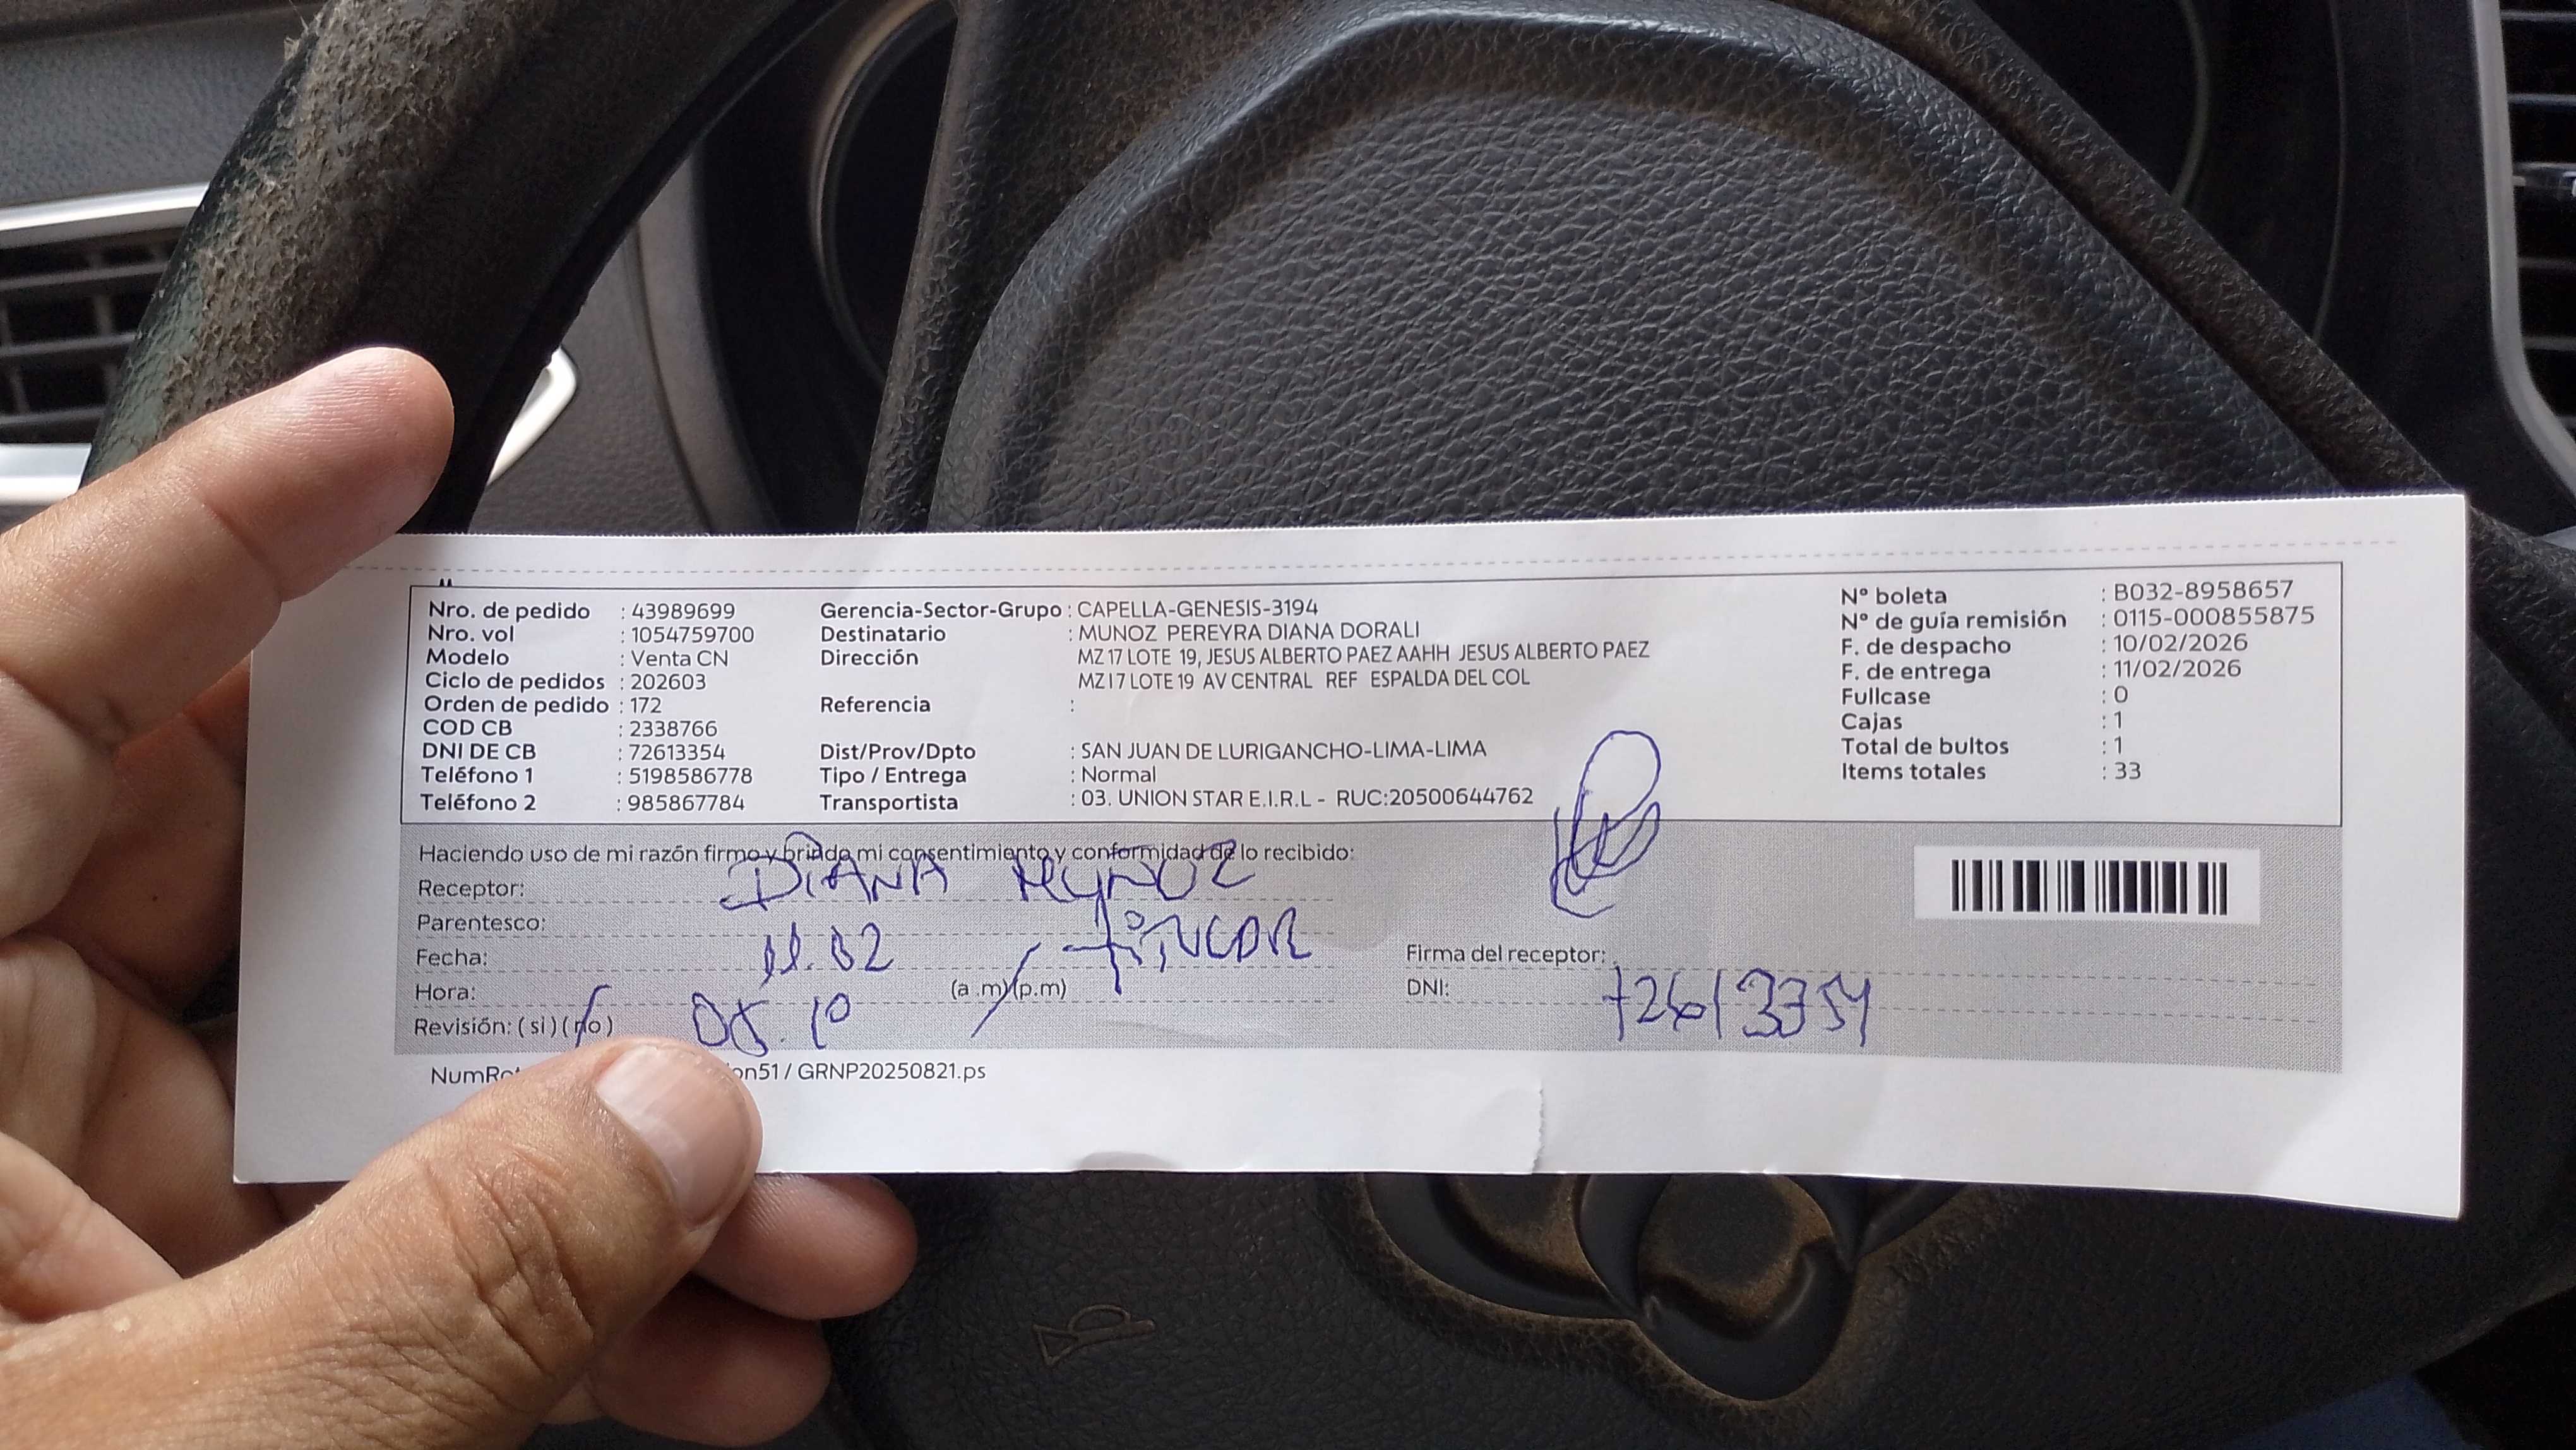 Nro. de pedido : 43989699
Nro. vol : 1054759700
Modelo : Venta CN
Ciclo de pedidos : 202603
Orden de pedido : 172
COD CB : 2338766
DNI DE CB : 72613354
Teléfono 1 : 5198586778
Teléfono 2 : 985867784
Gerencia-Sector-Grupo : CAPELLA-GENESIS-3194
Destinatario : MUNOZ PEREYRA DIANA DORALI
Dirección MZ 17 LOTE 19, JESUS ALBERTO PAEZ AAHH JESUS ALBERTO PAEZ
MZ17 LOTE 19 AV CENTRAL REF ESPALDA DEL COL
Referencia :
Dist/Prov/Dpto : SAN JUAN DE LURIGANCHO-LIMA-LIMA
Tipo / Entrega : Normal
Transportista : 03. UNION STAR E.I.R.L - RUC:20500644762
N° boleta : B032-8958657
N° de guía remisión : 0115-000855875
F. de despacho : 10/02/2026
F. de entrega : 11/02/2026
Fullcase : 0
Cajas : 1
Total de bultos : 1
Items totales : 33
Haciendo uso de mi razón firmo y brindo mi consentimiento y conformidad de lo recibido:
Receptor: DIANA MUNOZ
Parentesco:
Fecha: 11.02
Hora: (a.m)(p.m)
Revisión: (si)(no)
Firma del receptor:
DNI: 72613354
on51 / GRNP20250821.ps